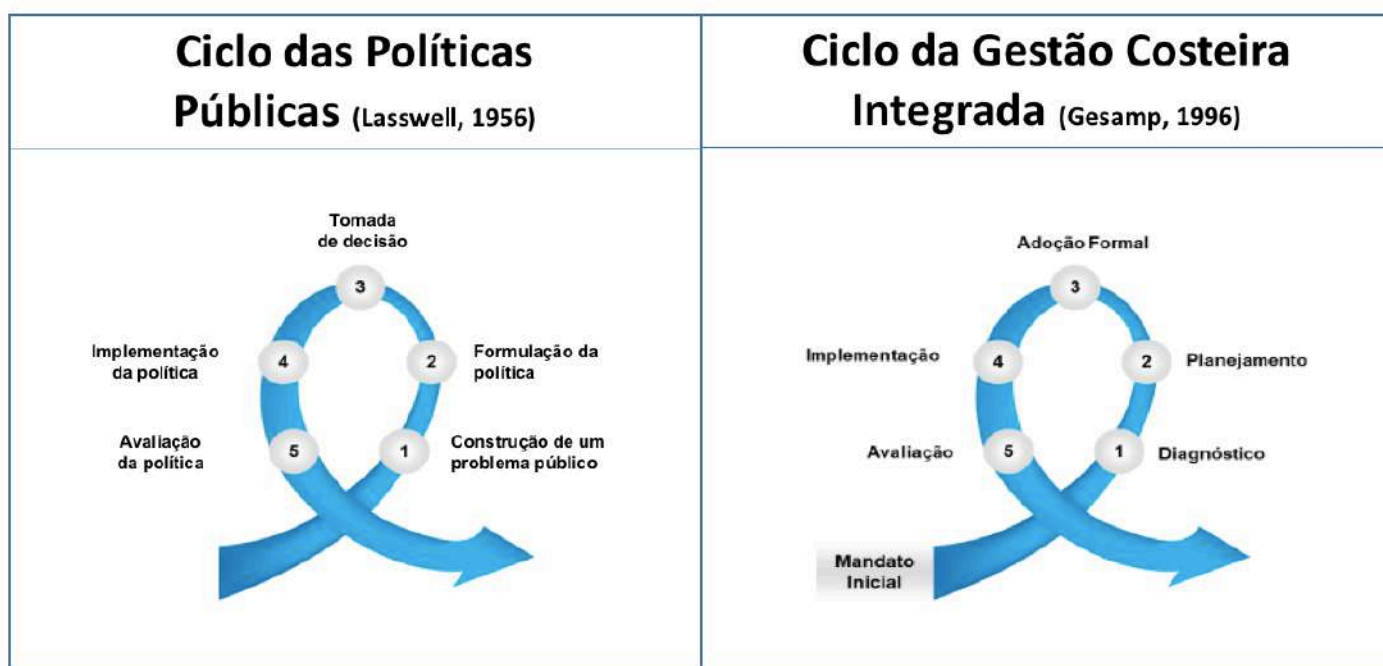 Ciclo das Políticas
Públicas (Lasswell, 1956)
Tomada
de decisão
3
Implementação
da política
4
2
Formulação da
política
Avaliação
da política
5
1
Construção de um
problema público
Ciclo da Gestão Costeira
Integrada (Gesamp, 1996)
Adoção Formal
3
Implementação
4
2
Planejamento
Avaliação
5
1
Diagnóstico
Mandato
Inicial